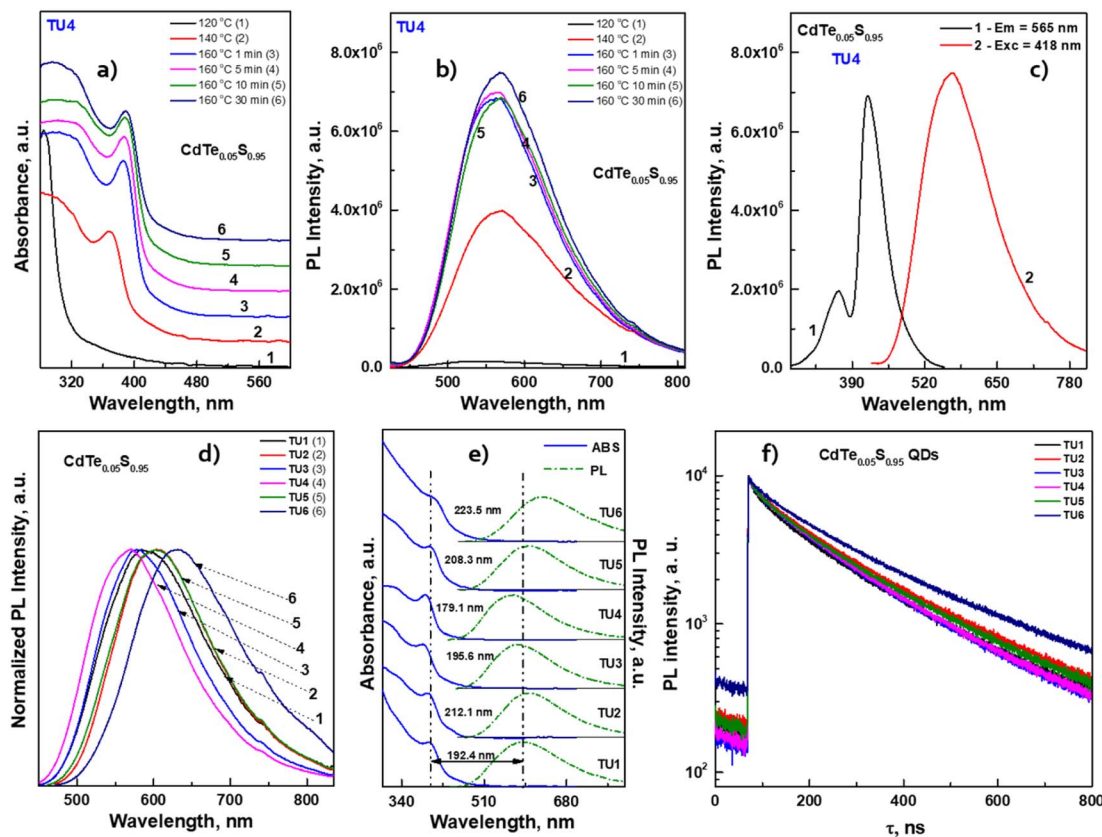 TU4
a)
120 °C (1)
140 °C (2)
160 °C 1 min (3)
160 °C 5 min (4)
160 °C 10 min (5)
160 °C 30 min (6)
CdTe0.05S0.95
6
5
4
3
2
1
Absorbance, a.u.
280 320 360 400 440 480 520 560 600
Wavelength, nm
TU4
b)
120 °C (1)
140 °C (2)
160 °C 1 min (3)
160 °C 5 min (4)
160 °C 10 min (5)
160 °C 30 min (6)
8.0x10^6
6.0x10^6
4.0x10^6
2.0x10^6
0.0
6
5
4
3
CdTe0.05S0.95
2
1
PL Intensity, a.u.
500 600 700 800
Wavelength, nm
CdTe0.05S0.95
TU4
1 - Em = 565 nm
2 - Exc = 418 nm
c)
8.0x10^6
6.0x10^6
4.0x10^6
2.0x10^6
0.0
1
2
PL Intensity, a.u.
390 520 650 780
Wavelength, nm
CdTe0.05S0.95
d)
TU1 (1)
TU2 (2)
TU3 (3)
TU4 (4)
TU5 (5)
TU6 (6)
6
5
4
3
2
1
Normalized PL Intensity, a.u.
500 600 700 800
Wavelength, nm
e)
ABS
PL
223.5 nm
TU6
208.3 nm
TU5
179.1 nm
TU4
195.6 nm
TU3
212.1 nm
TU2
192.4 nm
TU1
Absorbance, a.u.
PL Intensity, a.u.
340 510 680
Wavelength, nm
f)
CdTe0.05S0.95 QDs
TU1
TU2
TU3
TU4
TU5
TU6
10^4
10^3
10^2
PL intensity, a. u.
0 200 400 600 800
τ, ns